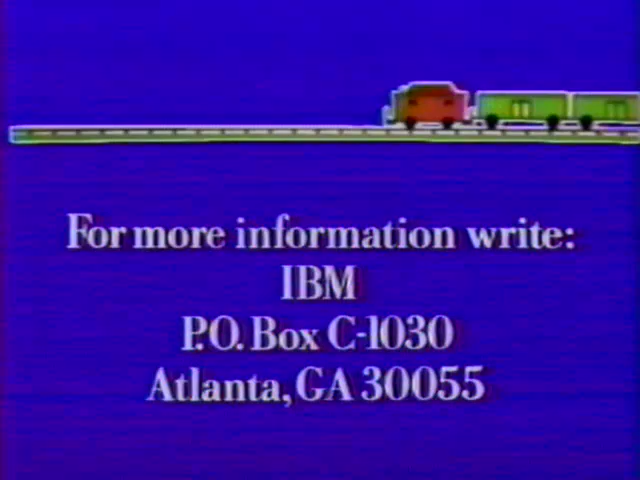 For more information write:
IBM
P.O. Box C-1030
Atlanta, GA 30055